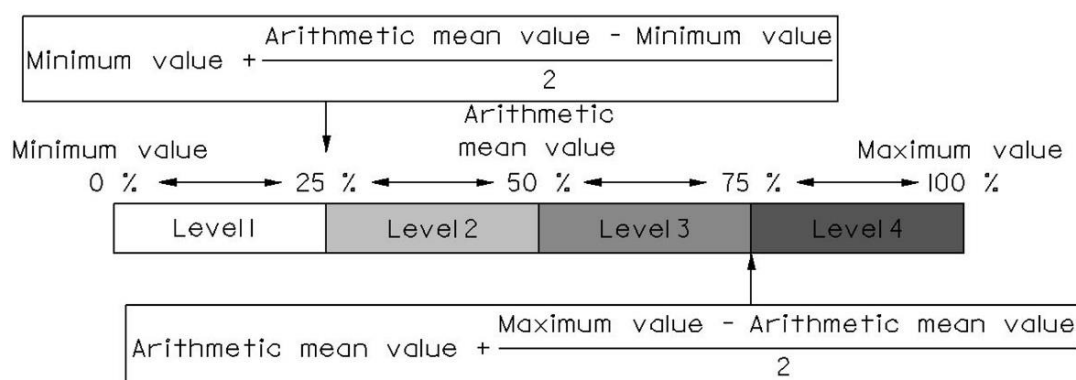 Arithmetic mean value - Minimum value
Minimum value +
2
Arithmetic
mean value
Minimum value
Maximum value
0 % 25 % 50 % 75 % 100 %
Level1 Level2 Level3 Level4
Maximum value - Arithmetic mean value
Arithmetic mean value +
2